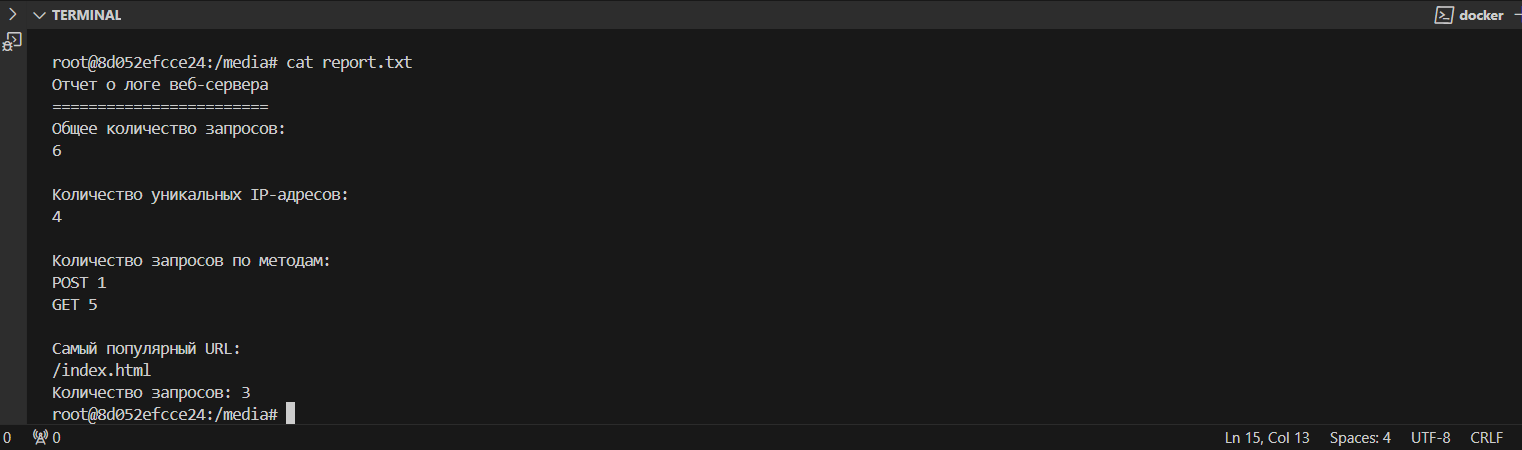 TERMINAL
docker
root@8d052efcce24:/media# cat report.txt
Отчет о логе веб-сервера
========================
Общее количество запросов:
6
Количество уникальных IP-адресов:
4
Количество запросов по методам:
POST 1
GET 5
Самый популярный URL:
/index.html
Количество запросов: 3
root@8d052efcce24:/media#
0 0 Ln 15, Col 13 Spaces: 4 UTF-8 CRLF